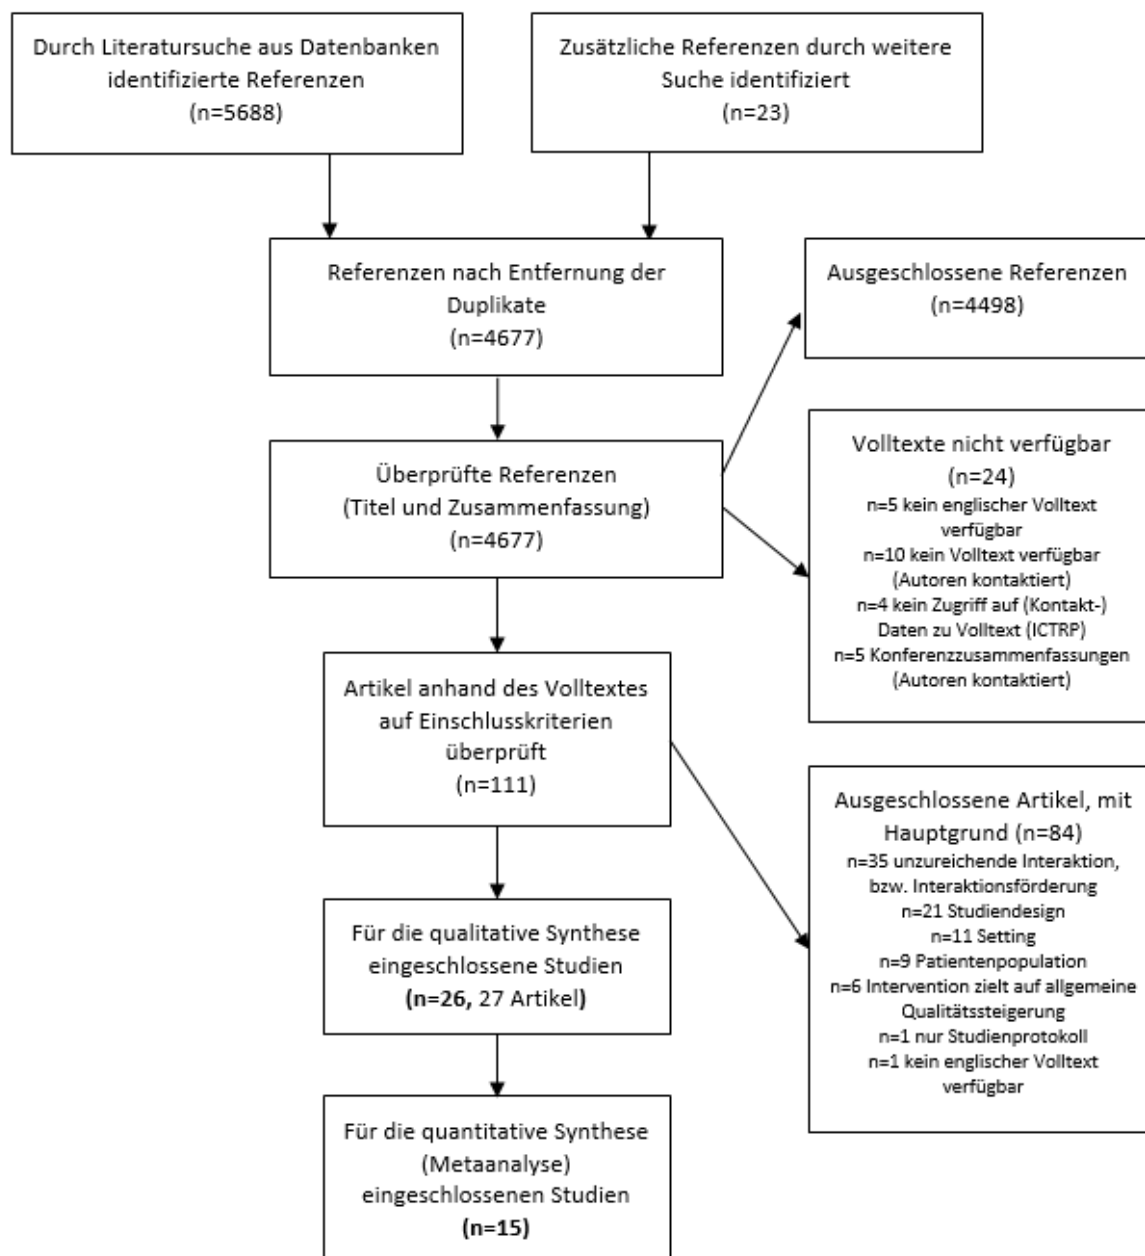 Durch Literatursuche aus Datenbanken
identifizierte Referenzen
(n=5688)
Zusätzliche Referenzen durch weitere
Suche identifiziert
(n=23)
Referenzen nach Entfernung der
Duplikate
(n=4677)
Ausgeschlossene Referenzen
(n=4498)
Überprüfte Referenzen
(Titel und Zusammenfassung)
(n=4677)
Volltexte nicht verfügbar
(n=24)
n=5 kein englischer Volltext
verfügbar
n=10 kein Volltext verfügbar
(Autoren kontaktiert)
n=4 kein Zugriff auf (Kontakt-)
Daten zu Volltext (ICTRP)
n=5 Konferenzzusammenfassungen
(Autoren kontaktiert)
Artikel anhand des Volltextes
auf Einschlusskriterien
überprüft
(n=111)
Ausgeschlossene Artikel, mit
Hauptgrund (n=84)
n=35 unzureichende Interaktion,
bzw. Interaktionsförderung
n=21 Studiendesign
n=11 Setting
n=9 Patientenpopulation
n=6 Intervention zielt auf allgemeine
Qualitätssteigerung
n=1 nur Studienprotokoll
n=1 kein englischer Volltext
verfügbar
Für die qualitative Synthese
eingeschlossene Studien
(n=26, 27 Artikel)
Für die quantitative Synthese
(Metaanalyse)
eingeschlossenen Studien
(n=15)